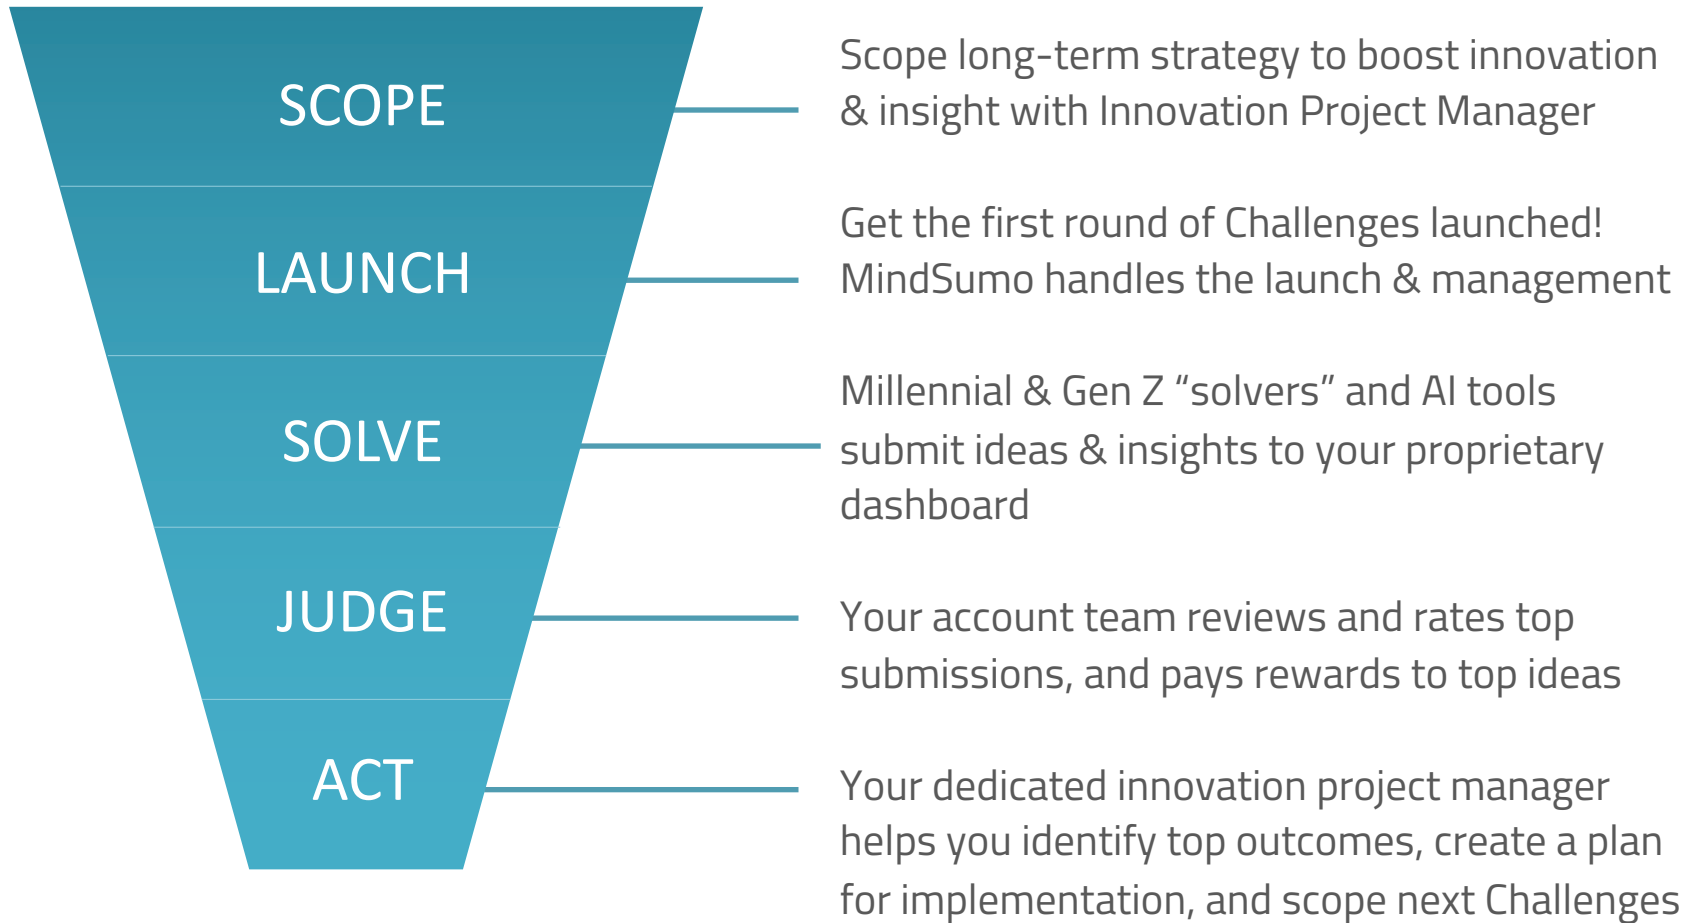 SCOPE
Scope long-term strategy to boost innovation
& insight with Innovation Project Manager
LAUNCH
Get the first round of Challenges launched!
MindSumo handles the launch & management
SOLVE
Millennial & Gen Z “solvers” and AI tools
submit ideas & insights to your proprietary
dashboard
JUDGE
Your account team reviews and rates top
submissions, and pays rewards to top ideas
ACT
Your dedicated innovation project manager
helps you identify top outcomes, create a plan
for implementation, and scope next Challenges